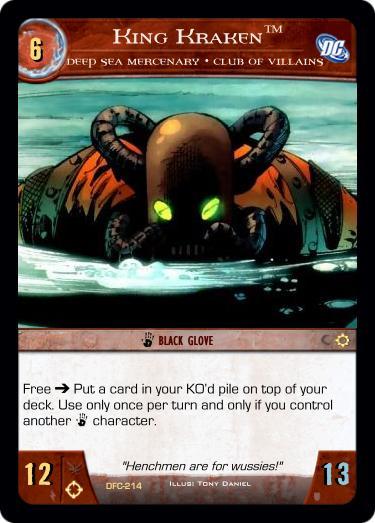 6
King Kraken™
DC
Deep Sea Mercenary • Club of Villains
BLACK GLOVE
Free ➔ Put a card in your KO'd pile on top of your
deck. Use only once per turn and only if you control
another character.
"Henchmen are for wussies!"
12
DFC-214
Illus: Tony Daniel
13